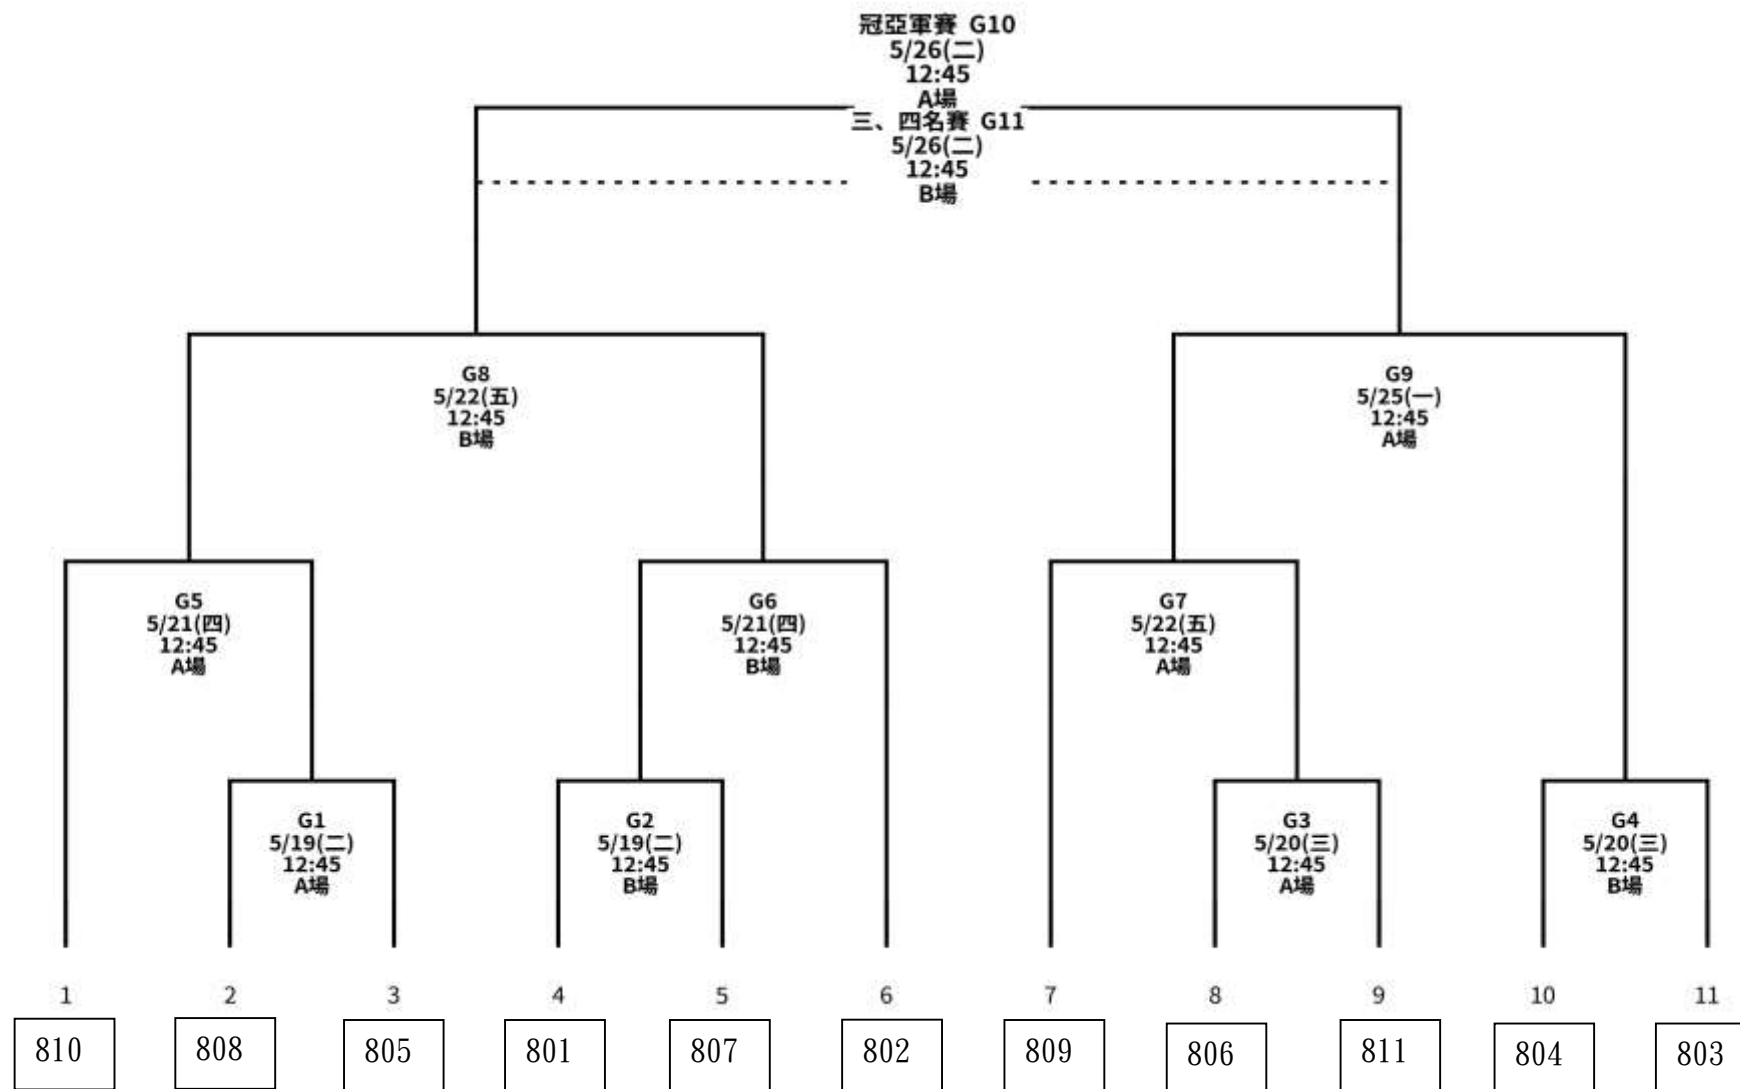 冠亞軍賽 G10
5/26(二)
12:45
A場
三、四名賽 G11
5/26(二)
12:45
B場
G8
5/22(五)
12:45
B場
G9
5/25(一)
12:45
A場
G5
5/21(四)
12:45
A場
G6
5/21(四)
12:45
B場
G7
5/22(五)
12:45
A場
G1
5/19(二)
12:45
A場
G2
5/19(二)
12:45
B場
G3
5/20(三)
12:45
A場
G4
5/20(三)
12:45
B場
1 2 3 4 5 6 7 8 9 10 11
810 808 805 801 807 802 809 806 811 804 803